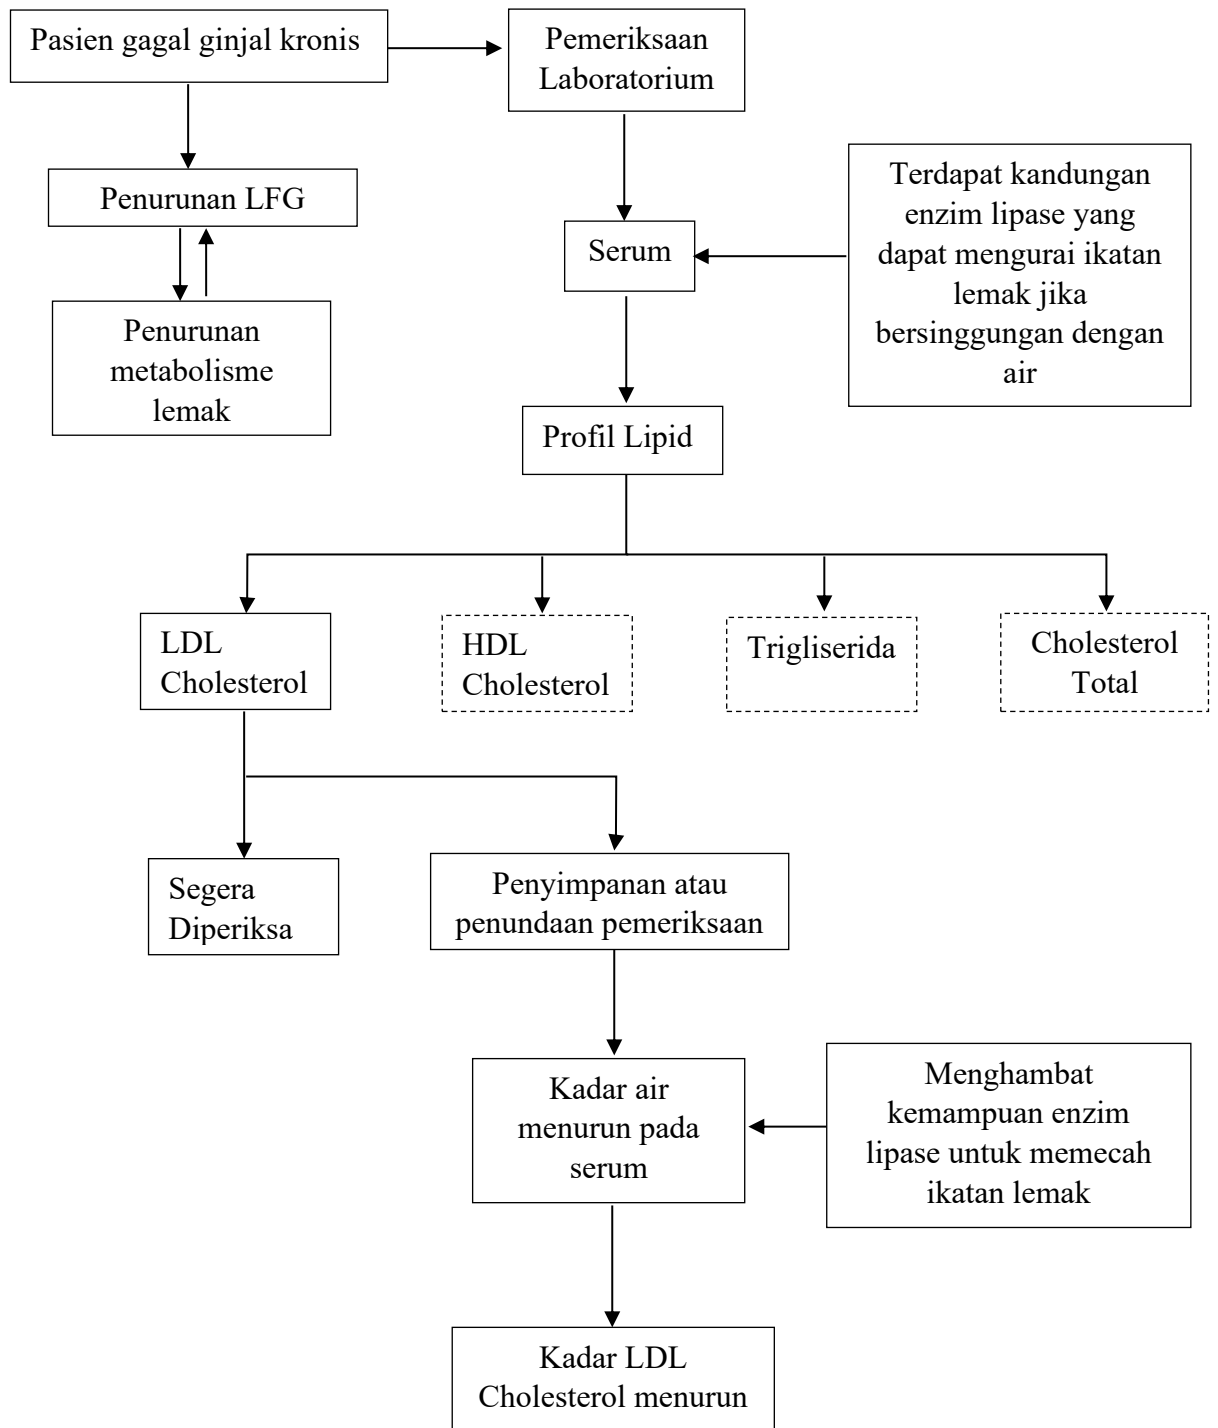 Pasien gagal ginjal kronis
Pemeriksaan
Laboratorium
Penurunan LFG
Terdapat kandungan
enzim lipase yang
dapat mengurai ikatan
lemak jika
bersinggungan dengan
air
Serum
Penurunan
metabolisme
lemak
Profil Lipid
LDL
Cholesterol
HDL
Cholesterol
Trigliserida
Cholesterol
Total
Segera
Diperiksa
Penyimpanan atau
penundaan pemeriksaan
Kadar air
menurun pada
serum
Menghambat
kemampuan enzim
lipase untuk memecah
ikatan lemak
Kadar LDL
Cholesterol menurun